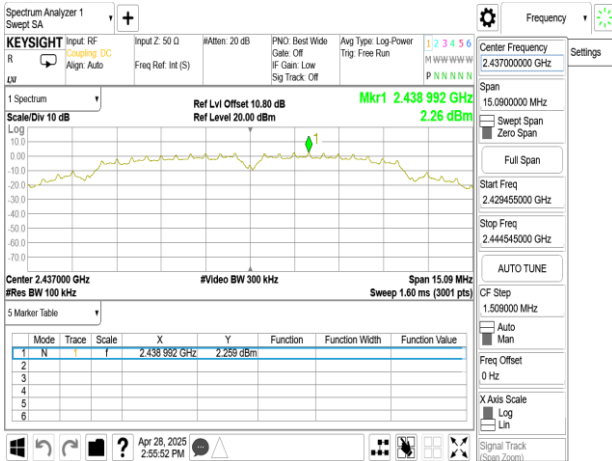 Spectrum Analyzer 1
Swept SA
+
Frequency
KEYSIGHT
R
LXI
Input: RF
Coupling: DC
Align: Auto
Input Z: 50 Ω
Freq Ref: Int (S)
#Atten: 20 dB
PNO: Best Wide
Gate: Off
IF Gain: Low
Sig Track: Off
Avg Type: Log-Power
Trig: Free Run
1 2 3 4 5 6
M W W W W W
P N N N N N
Center Frequency
2.437000000 GHz
Settings
1 Spectrum
Scale/Div 10 dB
Ref Lvl Offset 10.80 dB
Ref Level 20.00 dBm
Mkr1 2.438 992 GHz
2.26 dBm
Span
15.0900000 MHz
Swept Span
Zero Span
Full Span
Start Freq
2.429455000 GHz
Stop Freq
2.444545000 GHz
AUTO TUNE
CF Step
1.509000 MHz
Auto
Man
Freq Offset
0 Hz
X Axis Scale
Log
Lin
Signal Track
(Span Zoom)
Log
10.0
0.00
-10.0
-20.0
-30.0
-40.0
-50.0
-60.0
-70.0
1
Center 2.437000 GHz
#Res BW 100 kHz
#Video BW 300 kHz
Span 15.09 MHz
Sweep 1.60 ms (3001 pts)
5 Marker Table
Mode Trace Scale X Y Function Function Width Function Value
1 N 1 f 2.438 992 GHz 2.259 dBm
2
3
4
5
6
?
Apr 28, 2025
2:55:52 PM